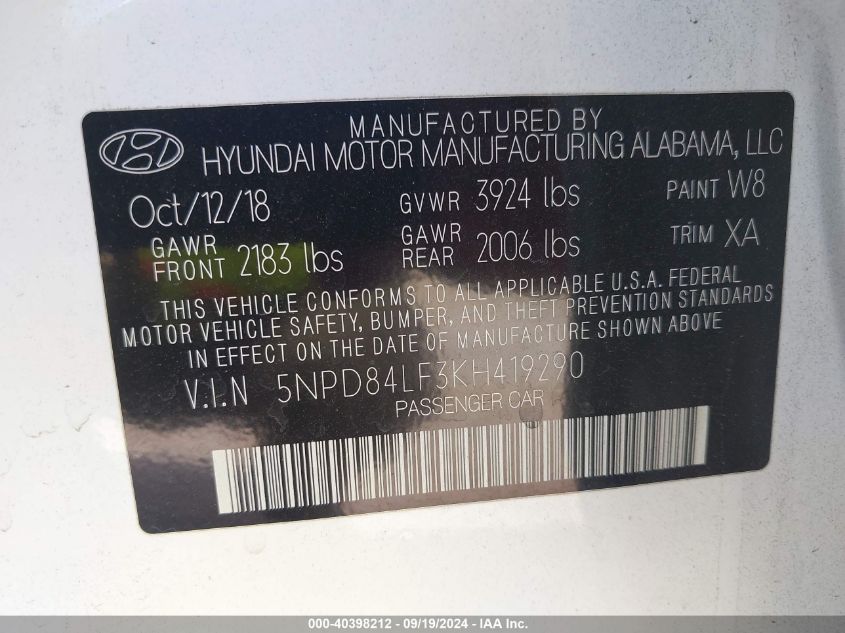 MANUFACTURED BY
HYUNDAI MOTOR MANUFACTURING ALABAMA, LLC
Oct/12/18 GVWR 3924 lbs PAINT W8
GAWR FRONT 2183 lbs GAWR REAR 2006 lbs TRIM XA
THIS VEHICLE CONFORMS TO ALL APPLICABLE U.S.A. FEDERAL
MOTOR VEHICLE SAFETY, BUMPER, AND THEFT PREVENTION STANDARDS
IN EFFECT ON THE DATE OF MANUFACTURE SHOWN ABOVE
V.I.N 5NPD84LF3KH419290
PASSENGER CAR
000-40398212 - 09/19/2024 - IAA Inc.